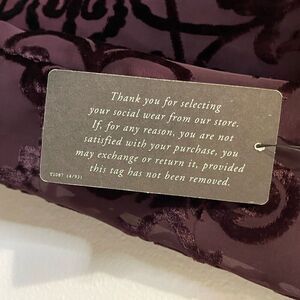 Thank you for selecting
your social wear from our store.
If, for any reason, you are not
satisfied with your purchase, you
may exchange or return it, provided
this tag has not been removed.